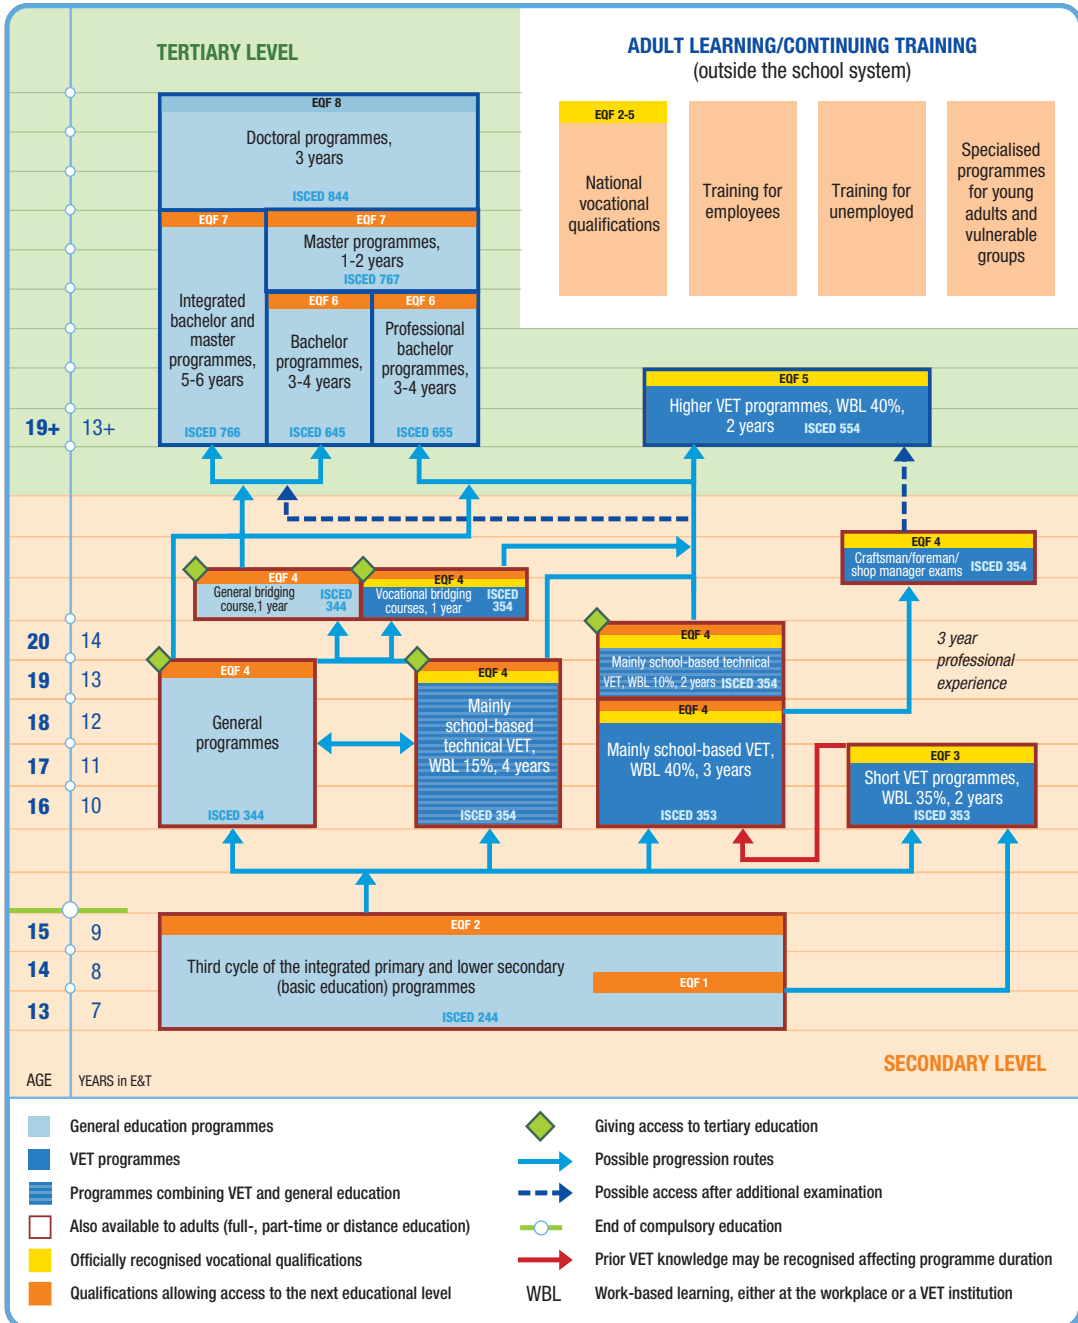 TERTIARY LEVEL
ADULT LEARNING/CONTINUING TRAINING
(outside the school system)
EQF 2-5
National
vocational
qualifications
Training for
employees
Training for
unemployed
Specialised
programmes
for young
adults and
vulnerable
groups
EQF 8
Doctoral programmes,
3 years
ISCED 844
EQF 7
Integrated
bachelor and
master
programmes,
5-6 years
ISCED 766
EQF 7
Master programmes,
1-2 years
ISCED 767
EQF 6
Bachelor
programmes,
3-4 years
ISCED 645
EQF 6
Professional
bachelor
programmes,
3-4 years
ISCED 655
EQF 5
Higher VET programmes, WBL 40%,
2 years ISCED 554
19+ 13+
EQF 4
Craftsman/foreman/
shop manager exams ISCED 354
EQF 4
General bridging
course,1 year
ISCED
344
EQF 4
Vocational bridging
courses, 1 year
ISCED
354
20 14
19 13
18 12
17 11
16 10
EQF 4
General
programmes
ISCED 344
EQF 4
Mainly
school-based
technical VET,
WBL 15%, 4 years
ISCED 354
EQF 4
Mainly school-based technical
VET, WBL 10%, 2 years ISCED 354
EQF 4
Mainly school-based VET,
WBL 40%, 3 years
ISCED 353
3 year
professional
experience
EQF 3
Short VET programmes,
WBL 35%, 2 years
ISCED 353
15 9
14 8
13 7
EQF 2
Third cycle of the integrated primary and lower secondary
(basic education) programmes
EQF 1
ISCED 244
SECONDARY LEVEL
AGE YEARS in E&T
General education programmes
VET programmes
Programmes combining VET and general education
Also available to adults (full-, part-time or distance education)
Officially recognised vocational qualifications
Qualifications allowing access to the next educational level
Giving access to tertiary education
Possible progression routes
Possible access after additional examination
End of compulsory education
Prior VET knowledge may be recognised affecting programme duration
WBL Work-based learning, either at the workplace or a VET institution